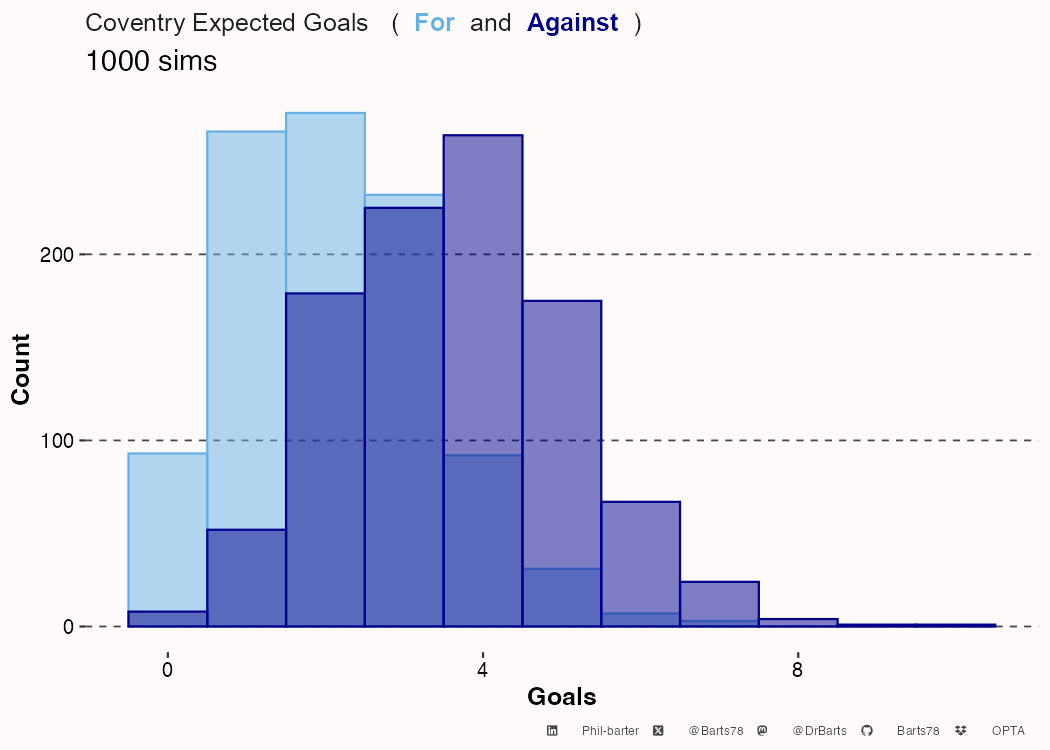 Coventry Expected Goals ( For and Against )
1000 sims
200
100
0
Count
0 4 8
Goals
Phil-barter @Barts78 @DrBarts Barts78 OPTA